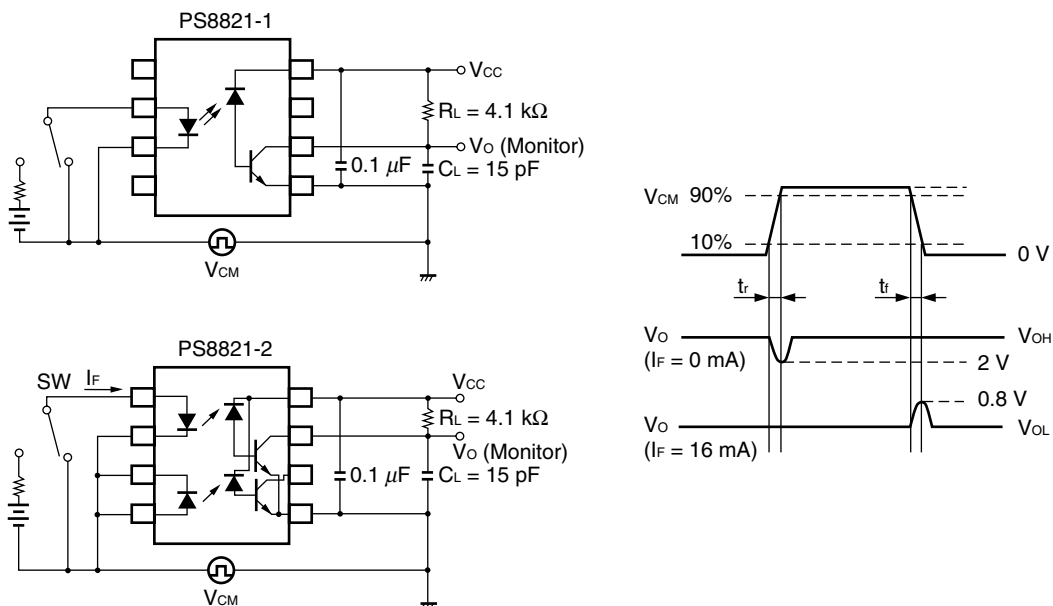 PS8821-1
VCC
RL = 4.1 kΩ
VO (Monitor)
0.1 μF
CL = 15 pF
VCM
PS8821-2
SW
IF
VCC
RL = 4.1 kΩ
VO (Monitor)
0.1 μF
CL = 15 pF
VCM
VCM 90%
10%
0 V
tr
tf
VO
(IF = 0 mA)
VOH
2 V
0.8 V
VO
(IF = 16 mA)
VOL